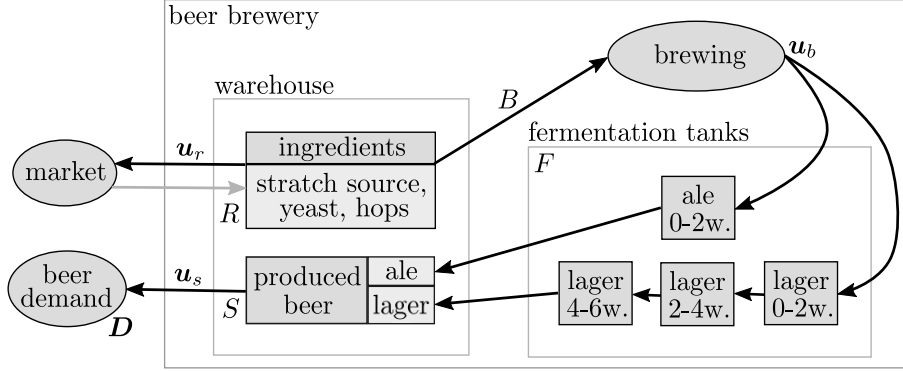 beer brewery
brewing
u_b
warehouse
B
fermentation tanks
F
ingredients
stratch source,
yeast, hops
R
u_r
market
ale
0-2w.
beer
demand
D
u_s
S
produced
beer
ale
lager
lager
4-6w.
lager
2-4w.
lager
0-2w.